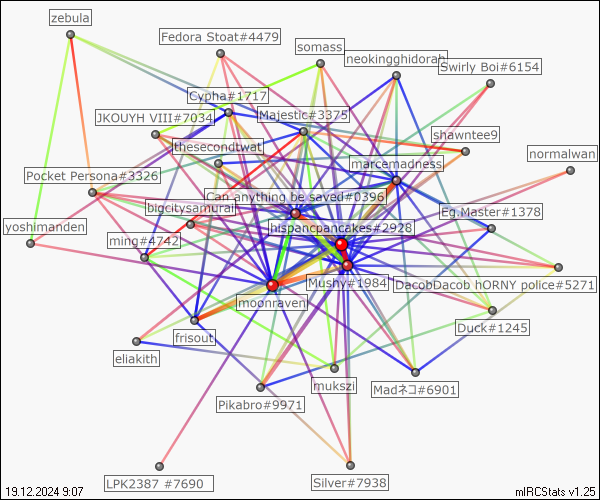 zebula
Fedora Stoat#4479
somass
neokingghidorah
Swirly Boi#6154
Cypha#1717
JKOUYH VIII#7034
Majestic#3375
shawntee9
thesecondtwat
marcemadness
normalwan
Pocket Persona#3326
Can anything be saved#0396
bigcitysamurai
Eg.Master#1378
yoshimanden
ming#4742
hispancpancakes#2928
Mushy#1984
DacobDacob hORNY police#5271
moonraven
Duck#1245
frisout
eliakith
mukszi
Madネコ#6901
Pikabro#9971
LPK2387 #7690
Silver#7938
19.12.2024 9:07
mIRCStats v1.25